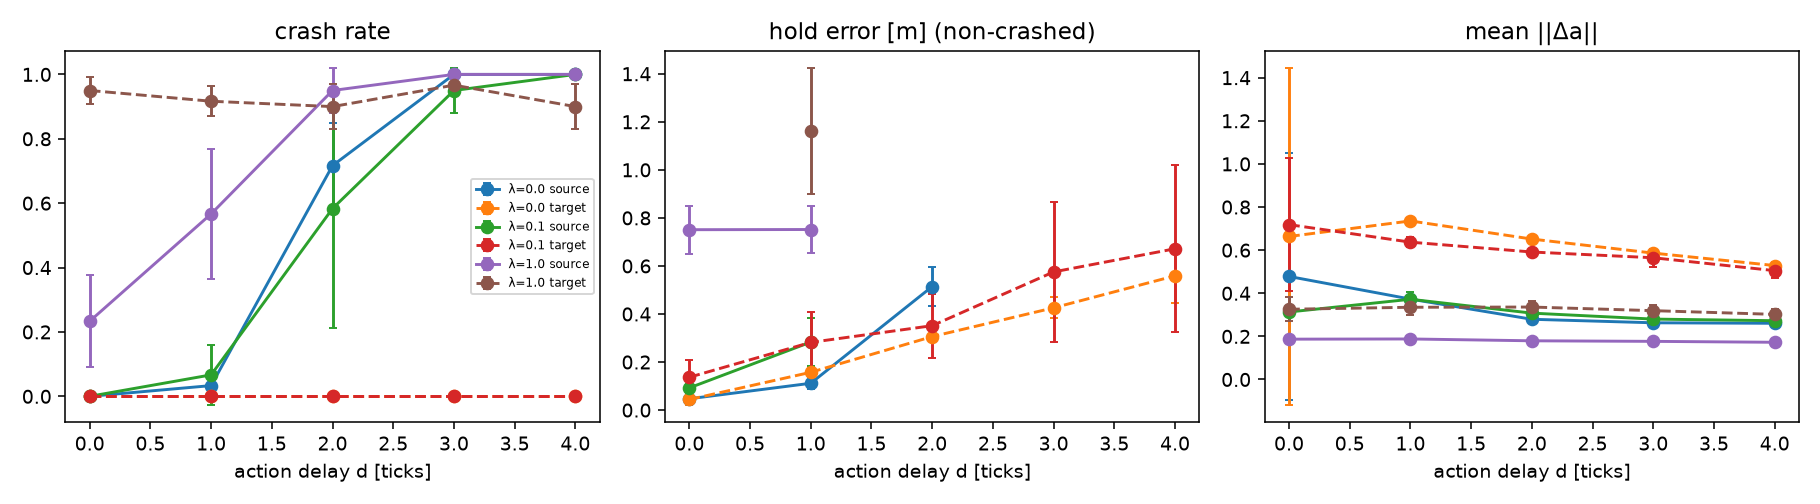 crash rate
1.0
0.8
0.6
0.4
0.2
0.0
0.0 0.5 1.0 1.5 2.0 2.5 3.0 3.5 4.0
action delay d [ticks]
λ=0.0 source
λ=0.0 target
λ=0.1 source
λ=0.1 target
λ=1.0 source
λ=1.0 target
hold error [m] (non-crashed)
1.4
1.2
1.0
0.8
0.6
0.4
0.2
0.0
0.0 0.5 1.0 1.5 2.0 2.5 3.0 3.5 4.0
action delay d [ticks]
mean ||Δa||
1.4
1.2
1.0
0.8
0.6
0.4
0.2
0.0
0.0 0.5 1.0 1.5 2.0 2.5 3.0 3.5 4.0
action delay d [ticks]